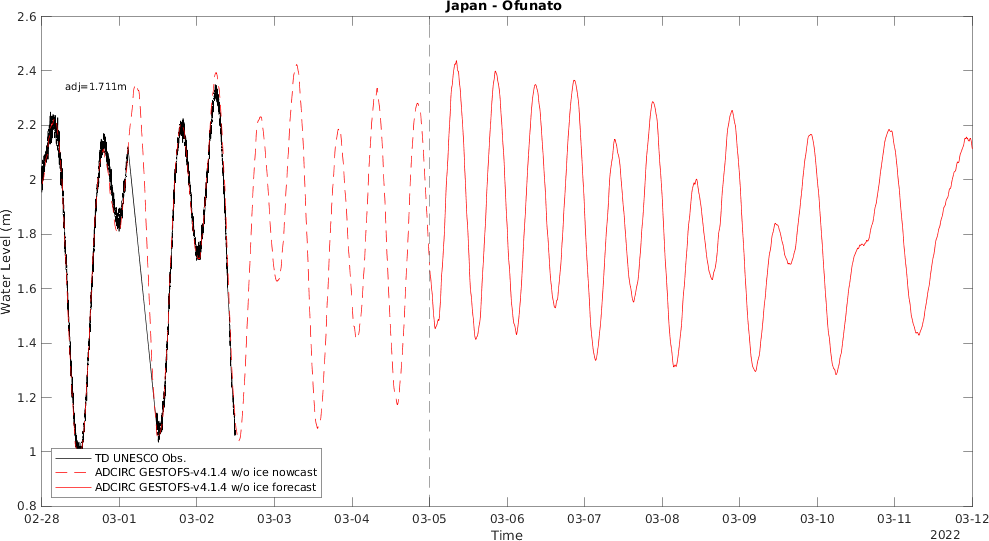 Japan - Ofunato
2.6
2.4
2.2
2
1.8
1.6
1.4
1.2
1
0.8
Water Level (m)
adj=1.711m
TD UNESCO Obs.
ADCIRC GESTOFS-v4.1.4 w/o ice nowcast
ADCIRC GESTOFS-v4.1.4 w/o ice forecast
02-28 03-01 03-02 03-03 03-04 03-05 03-06 03-07 03-08 03-09 03-10 03-11 03-12
Time
2022